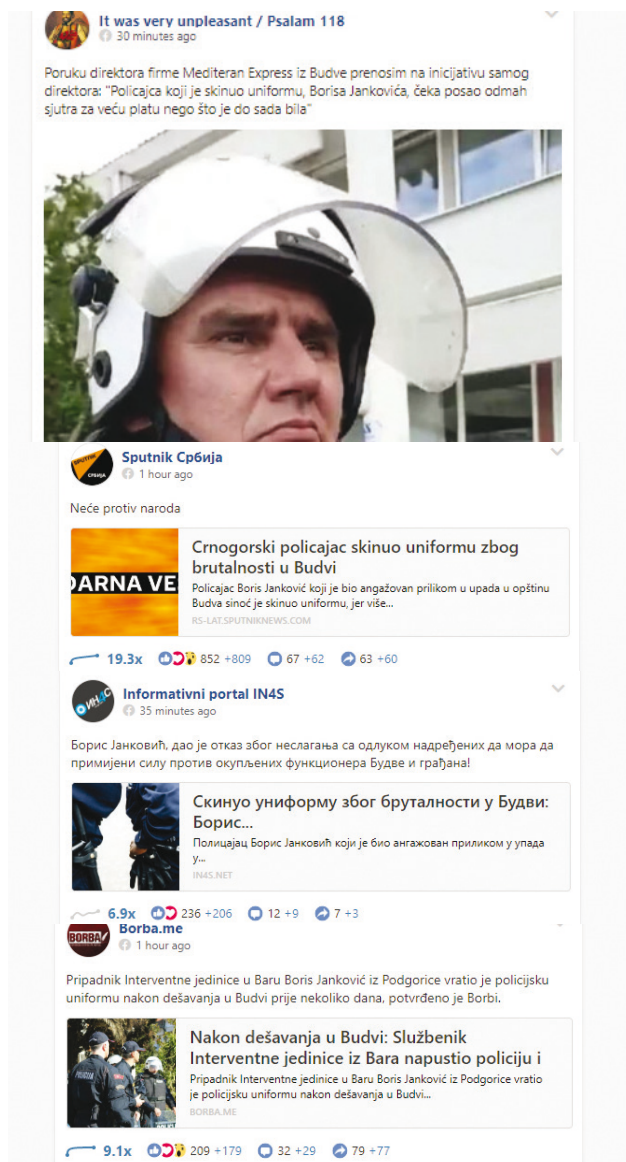 It was very unpleasant / Psalam 118
30 minutes ago
Poruku direktora firme Mediteran Express iz Budve prenosim na inicijativu samog
direktora: "Policajca koji je skinuo uniformu, Borisa Jankovića, čeka posao odmah
sjutra za veću platu nego što je do sada bila"
SPUTNIK
СРБИЈА
Sputnik Србија
1 hour ago
Neće protiv naroda
DARNA VE
Crnogorski policajac skinuo uniformu zbog
brutalnosti u Budvi
Policajac Boris Janković koji je bio angažovan prilikom u upada u opštinu
Budva sinoć je skinuo uniformu, jer više...
RS-LAT.SPUTNIKNEWS.COM
19.3x 852 +809 67 +62 63 +60
ИН4С
Informativni portal IN4S
35 minutes ago
Борис Јанковић, дао је отказ због неслагања са одлуком надређених да мора да
примијени силу против окупљених функционера Будве и грађана!
Скинуо униформу због бруталности у Будви:
Борис...
Полицајац Борис Јанковић који је био ангажован приликом у упада
у...
IN4S.NET
6.9x 236 +206 12 +9 7 +3
BORBA
Borba.me
1 hour ago
Pripadnik Interventne jedinice u Baru Boris Janković iz Podgorice vratio je policijsku
uniformu nakon dešavanja u Budvi prije nekoliko dana, potvrđeno je Borbi.
POLICIJA
Nakon dešavanja u Budvi: Službenik
Interventne jedinice iz Bara napustio policiju i
Pripadnik Interventne jedinice u Baru Boris Janković iz Podgorice vratio
je policijsku uniformu nakon dešavanja u Budvi...
BORBA.ME
9.1x 209 +179 32 +29 79 +77